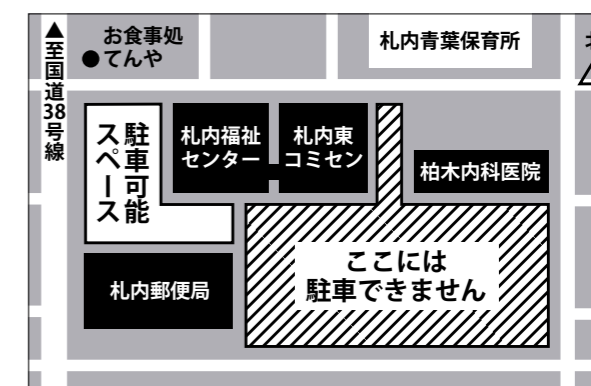 ▲至国道38号線
お食事処
●てんや
札内青葉保育所
駐車可能
スペース
札内福祉
センター
札内東
コミセン
柏木内科医院
札内郵便局
ここには
駐車できません